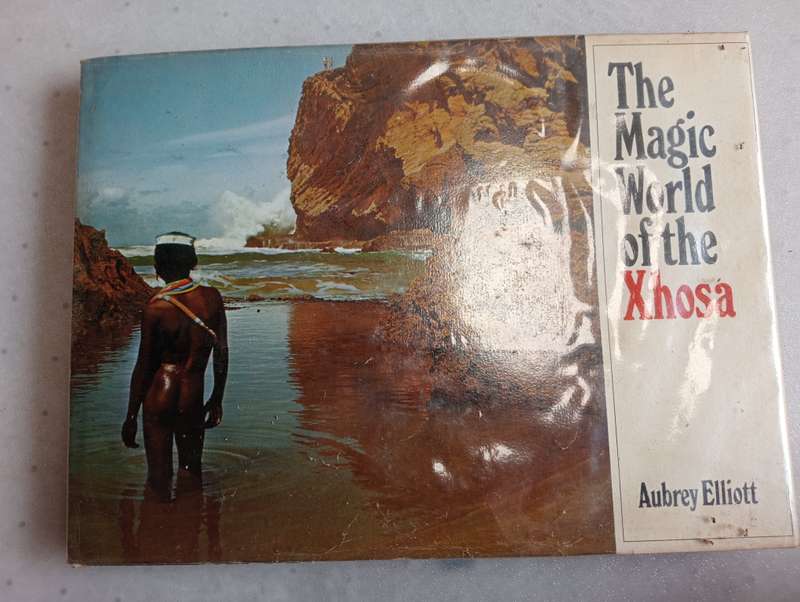 The
Magic
World
of the
Xhosa
Aubrey Elliott